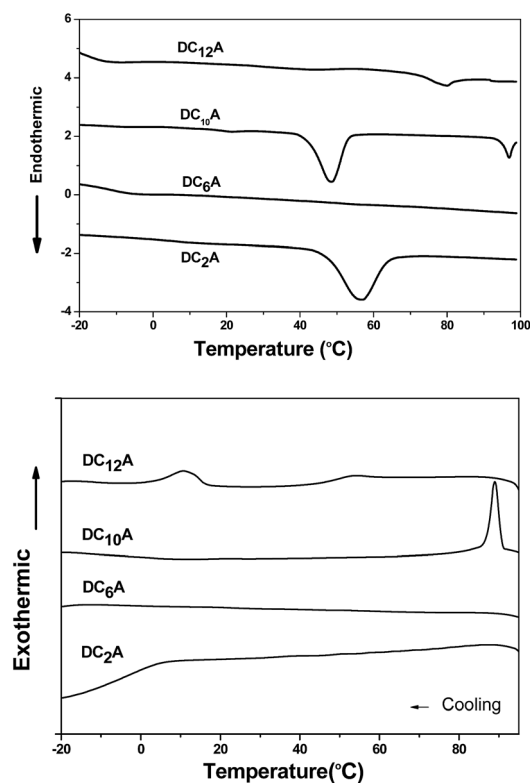 6
4
2
0
-2
-4
Endothermic
DC₁₂A
DC₁₀A
DC₆A
DC₂A
-20 0 20 40 60 80 100
Temperature (°C)
Exothermic
DC₁₂A
DC₁₀A
DC₆A
DC₂A
Cooling
-20 0 20 40 60 80
Temperature(°C)